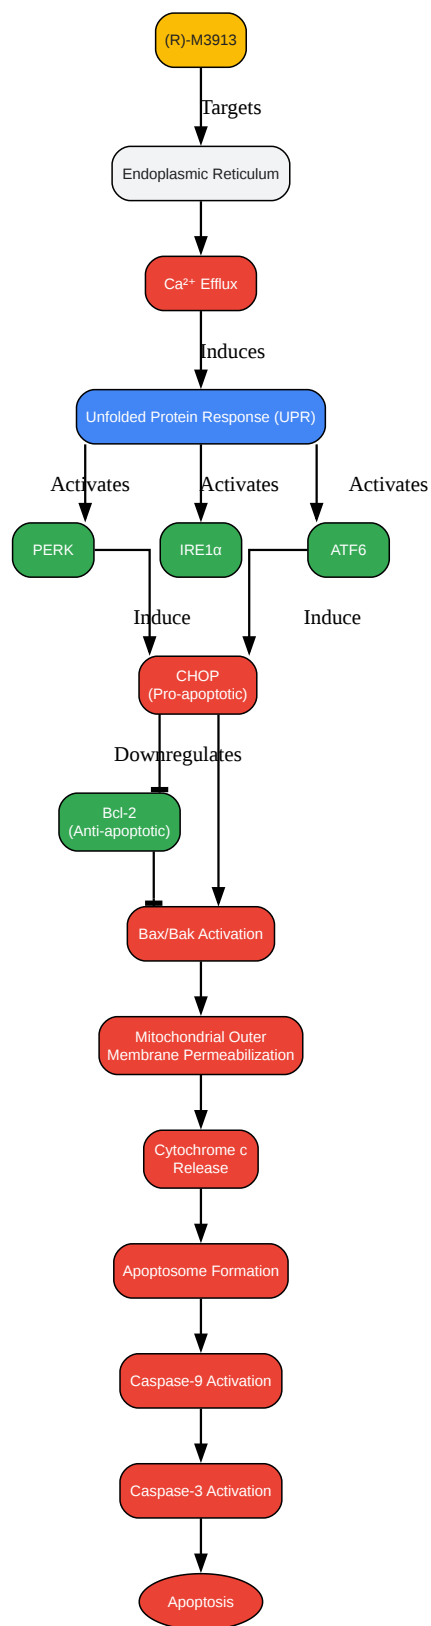 (R)-M3913
Targets
Endoplasmic Reticulum
Ca²⁺ Efflux
Induces
Unfolded Protein Response (UPR)
Activates
Activates
Activates
PERK
IRE1α
ATF6
Induce
Induce
CHOP
(Pro-apoptotic)
Downregulates
Bcl-2
(Anti-apoptotic)
Bax/Bak Activation
Mitochondrial Outer
Membrane Permeabilization
Cytochrome c
Release
Apoptosome Formation
Caspase-9 Activation
Caspase-3 Activation
Apoptosis